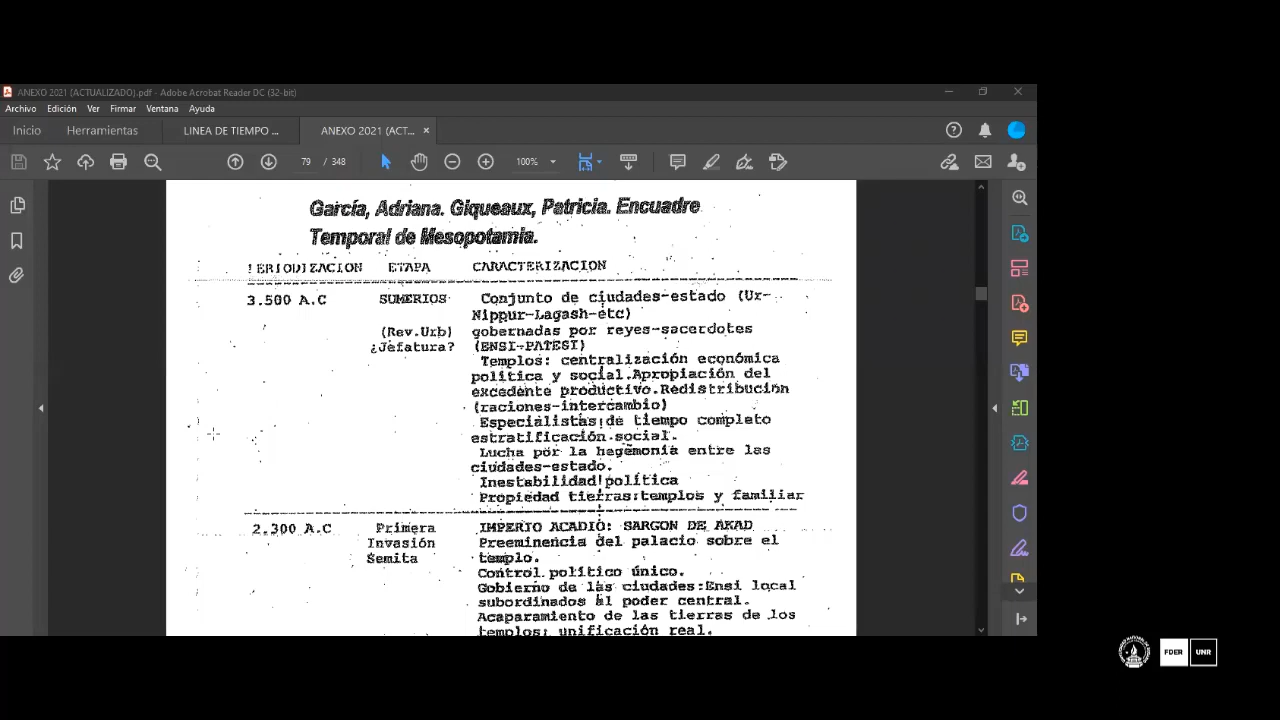 ANEXO 2021 (ACTUALIZADO).pdf - Adobe Acrobat Reader DC (32-bit)
Archivo Edición Ver Firmar Ventana Ayuda
Inicio Herramientas LINEA DE TIEMPO ... ANEXO 2021 (ACT... ×
79 / 348 100%
García, Adriana. Giqueaux, Patricia. Encuadre
Temporal de Mesopotamia.
!ERIODIZACION ETAPA CARACTERIZACION
3.500 A.C SUMERIOS Conjunto de ciudades-estado (Ur-
Nippur-Lagash-etc)
(Rev.Urb) gobernadas por reyes-sacerdotes
¿Jefatura? (ENSI-PATESI)
Templos: centralización económica
política y social.Apropiación del
excedente productivo.Redistribución
(raciones-intercambio)
Especialistas de tiempo completo
estratificación social.
Lucha por la hegemonía entre las
ciudades-estado.
Inestabilidad política
Propiedad tierras:templos y familiar
2.300 A.C Primera IMPERIO ACADIO: SARGON DE AKAD
Invasión Preeminencia del palacio sobre el
Semita templo.
Control político único.
Gobierno de las ciudades:Ensi local
subordinados al poder central.
Acaparamiento de las tierras de los
templos; unificación real.
FDER UNR